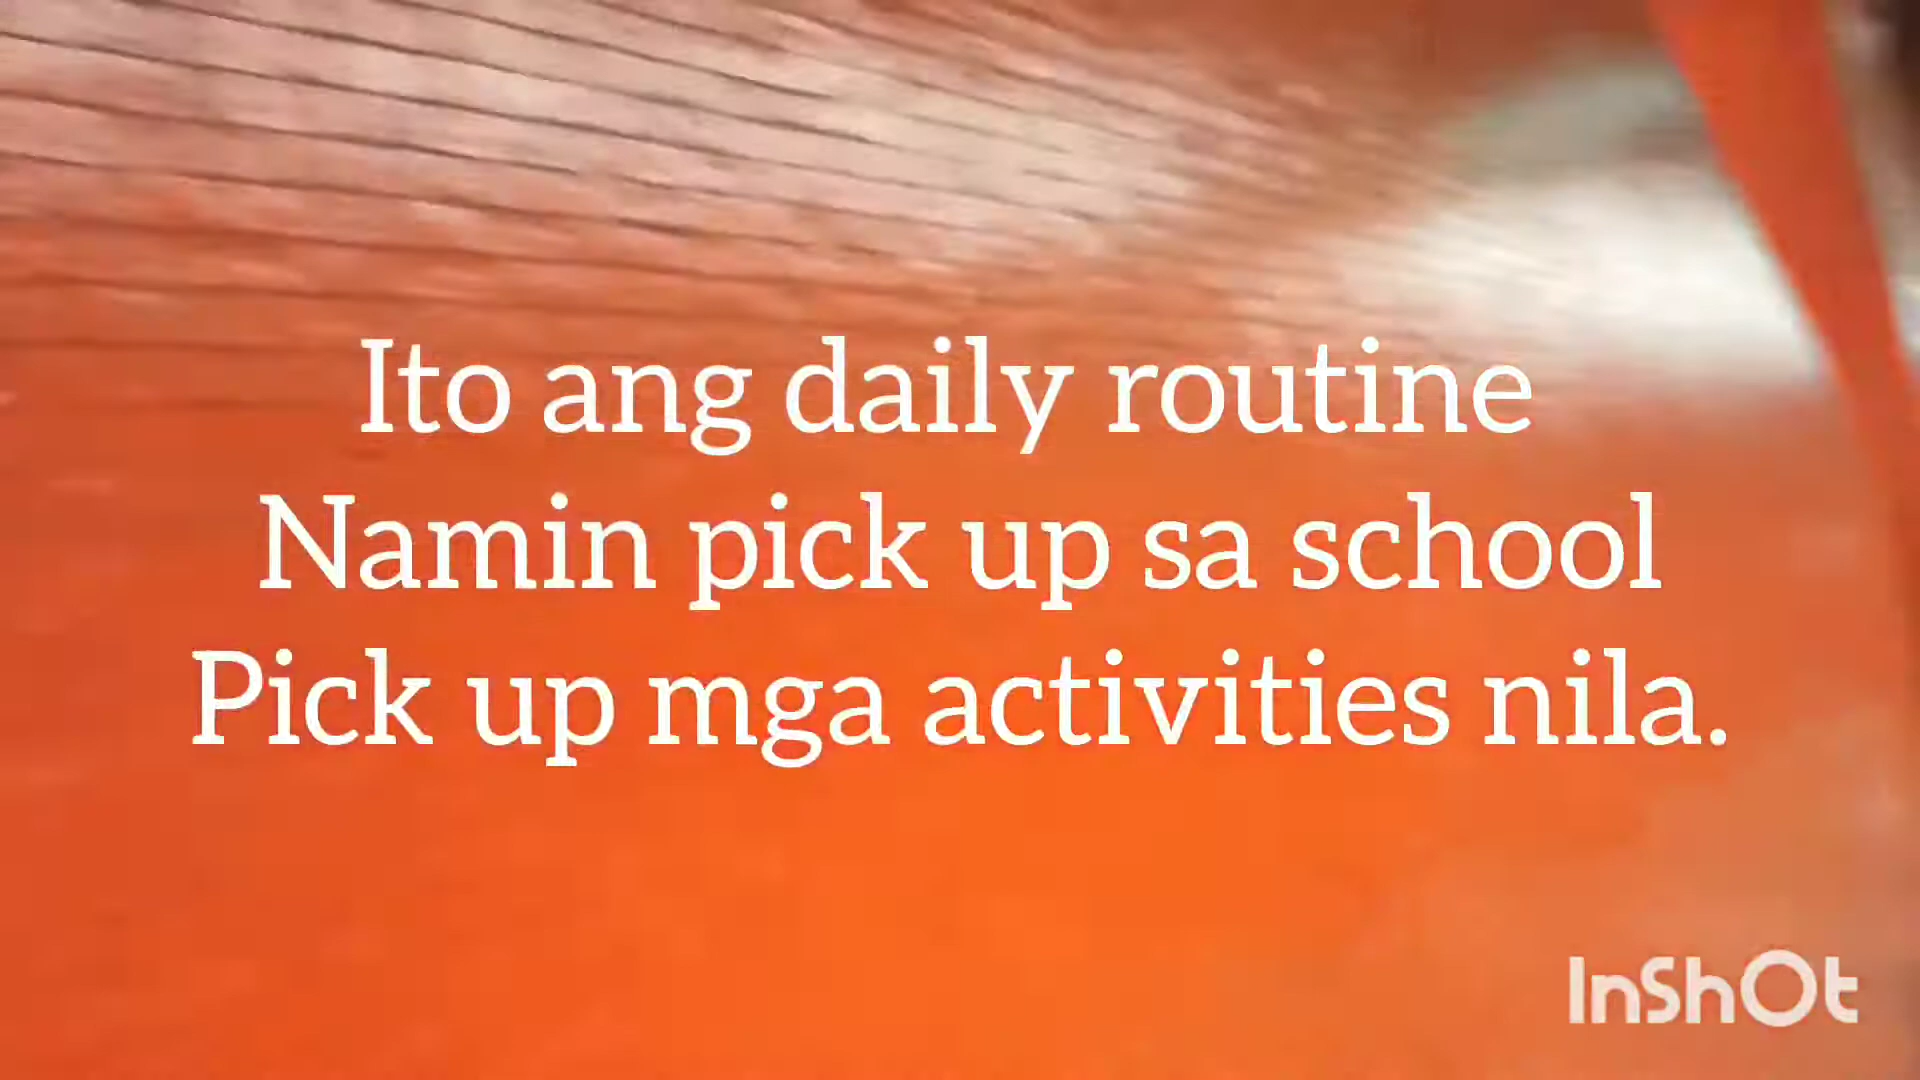 Ito ang daily routine
Namin pick up sa school
Pick up mga activities nila.
InShOt